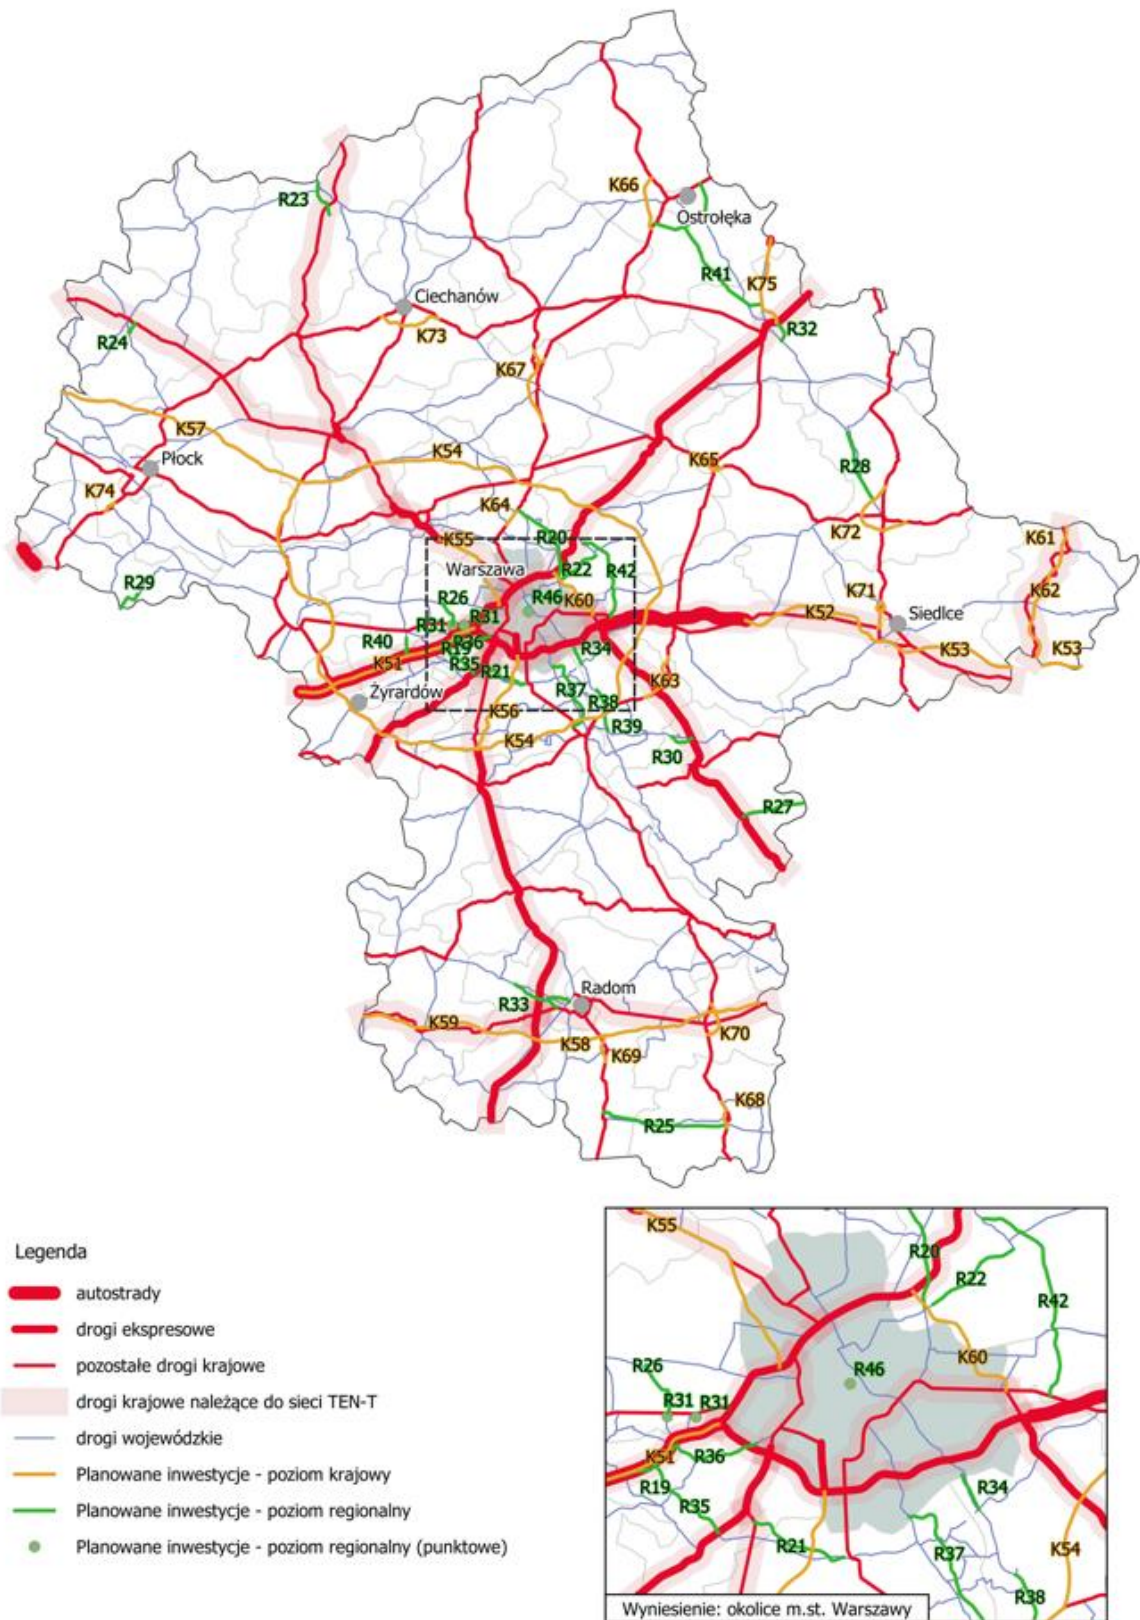 K66
Ostrołęka
R23
R41
K75
Ciechanów
R32
K73
R24
K67
K57
K54
K65
Płock
R28
K74
K64
K72
K61
K55
R20
Warszawa
R22
R42
R29
K62
R26
K60
K71
R46
K52
Siedlce
R31
R31
R40
R36
R34
K53
K53
R19
K51
R35
R21
Żyrardów
R37
K63
R38
K56
R39
K54
R30
R27
Radom
R33
K59
K58
K70
K69
K68
R25
Legenda
autostrady
drogi ekspresowe
pozostałe drogi krajowe
drogi krajowe należące do sieci TEN-T
drogi wojewódzkie
Planowane inwestycje - poziom krajowy
Planowane inwestycje - poziom regionalny
Planowane inwestycje - poziom regionalny (punktowe)
K55
R20
R22
R42
K60
R26
R46
R31
R31
K51
R36
R19
R34
R35
R21
R37
K54
R38
Wyniesienie: okolice m.st. Warszawy